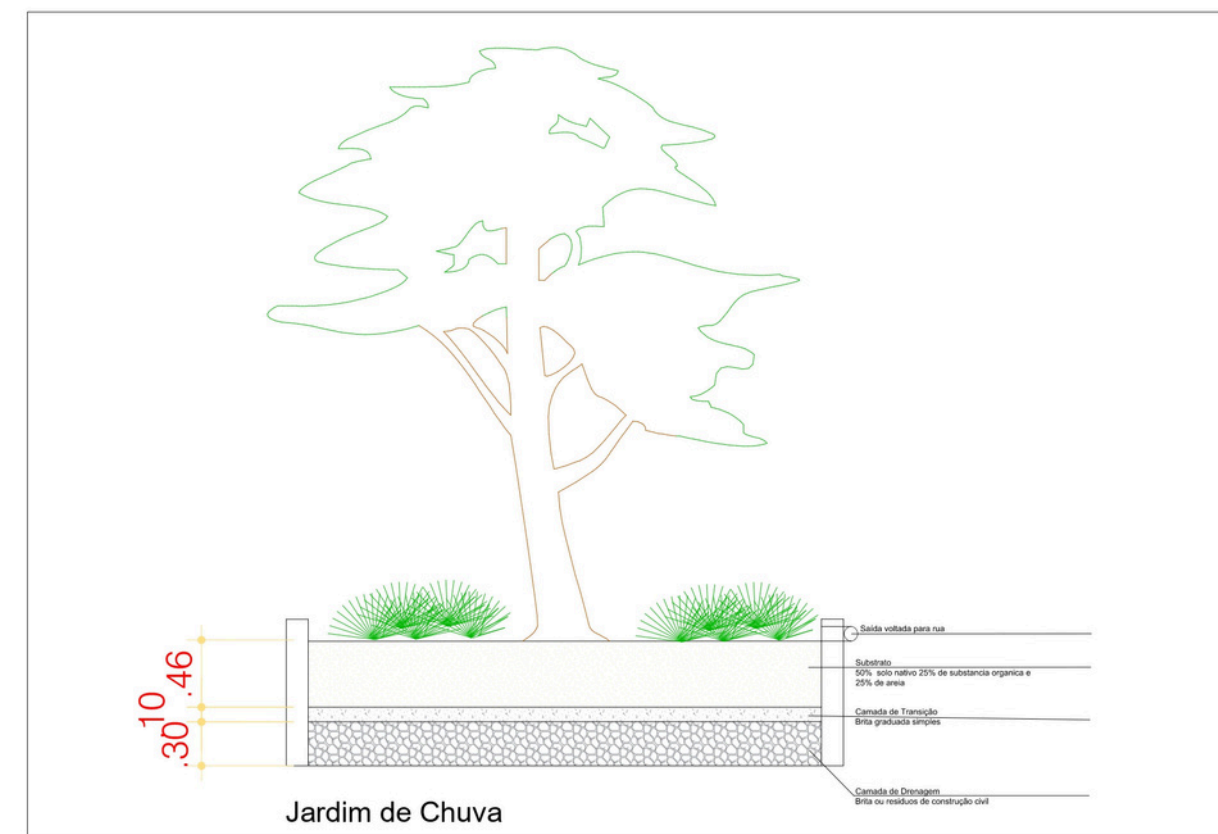 Saída voltada para rua
Substrato
50% solo nativo 25% de substancia organica e
25% de areia
Camada de Transição
Brita graduada simples
Camada de Drenagem
Brita ou residuos de construção civil
.46
.10
.30
Jardim de Chuva